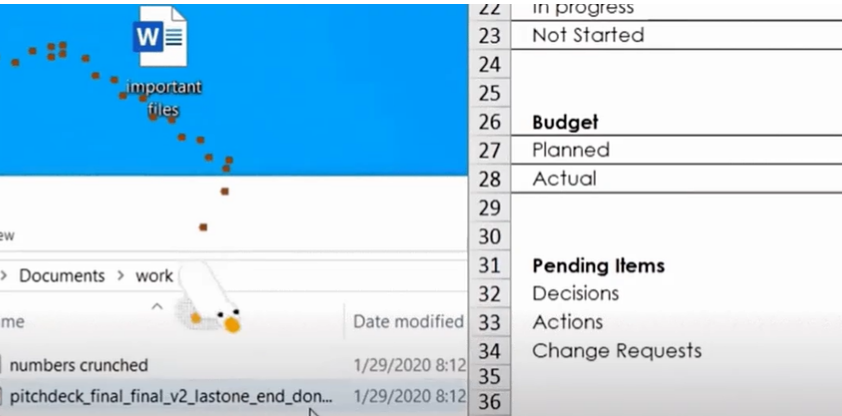 important
files
ew
Documents > work
me
Date modified
numbers crunched
1/29/2020 8:12
pitchdeck_final_final_v2_lastone_end_don...
1/29/2020 8:12
22 In progress
23 Not Started
24
25
26 Budget
27 Planned
28 Actual
29
30
31 Pending Items
32 Decisions
33 Actions
34 Change Requests
35
36